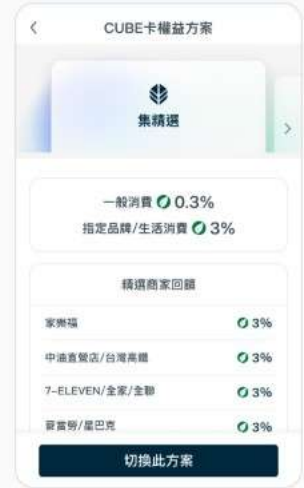 CUBE卡權益方案
集精選
一般消費 0.3%
指定品牌/生活消費 3%
精選商家回饋
家樂福 3%
中油直營店/台灣高鐵 3%
7-ELEVEN/全家/全聯 3%
麥當勞/星巴克 3%
切換此方案